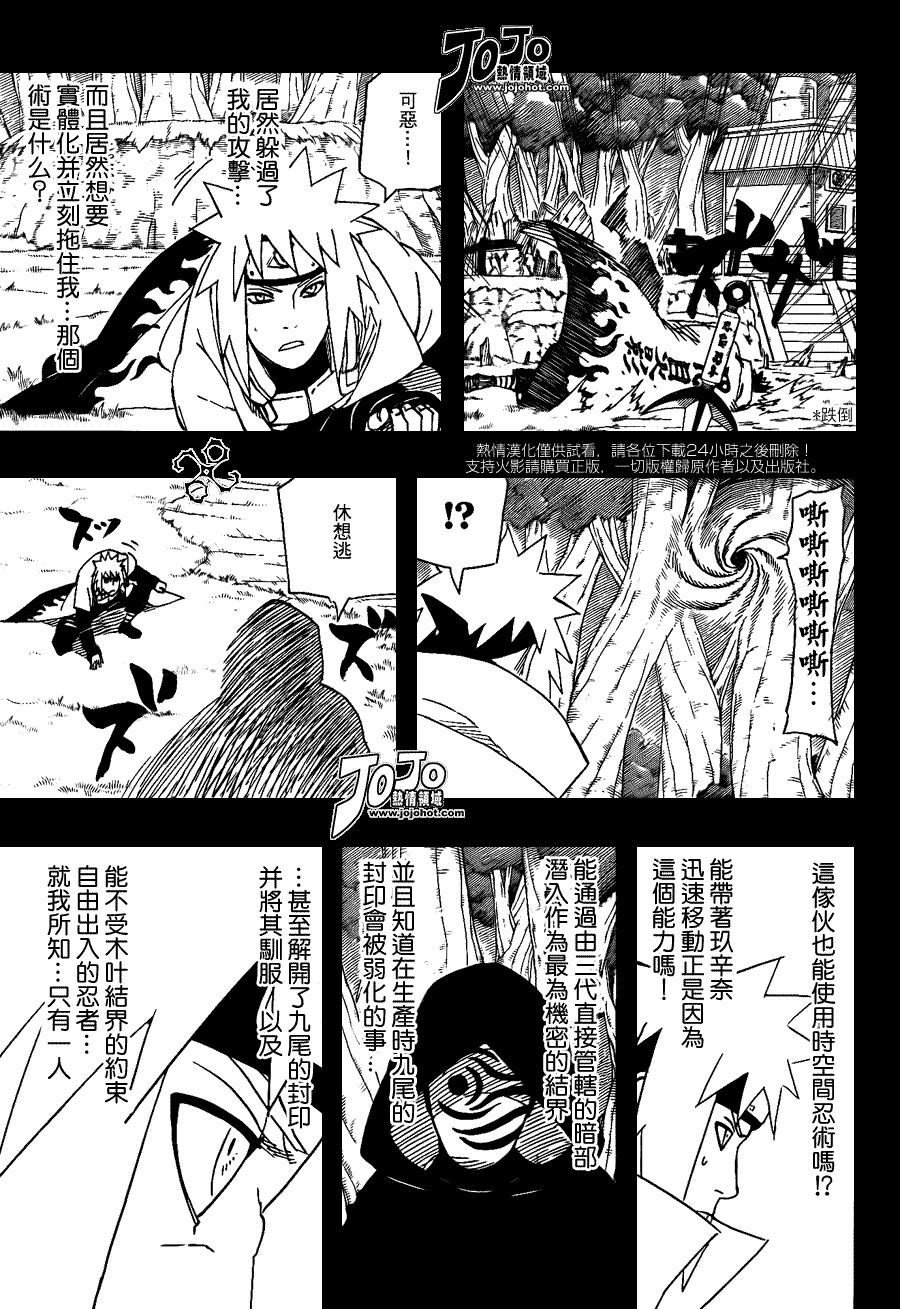 JOJO
熱情領域
www.jojohot.com
ズザザ
*跌倒
可惡…!
居然躲過了
我的攻擊…
而且居然想要
實體化并立刻拖住我…那個
術是什么?
熱情漢化僅供試看，請各位下載24小時之後刪除！
支持火影請購買正版，一切版權歸原作者以及出版社。
嘶嘶嘶嘶嘶嘶…
!?
休想逃
ズズズズ
JOJO
熱情領域
www.jojohot.com
這傢伙也能使用時空間忍術嗎!?
能帶著玖辛奈
迅速移動正是因為
這個能力嗎!
能通過由三代直接管轄的暗部
潛入作為最為機密的結界
並且知道在生產時九尾的
封印會被弱化的事…
…甚至解開了九尾的封印
并將其馴服…以及
能不受木叶結界的約束
自由出入的忍者…
就我所知…只有一人